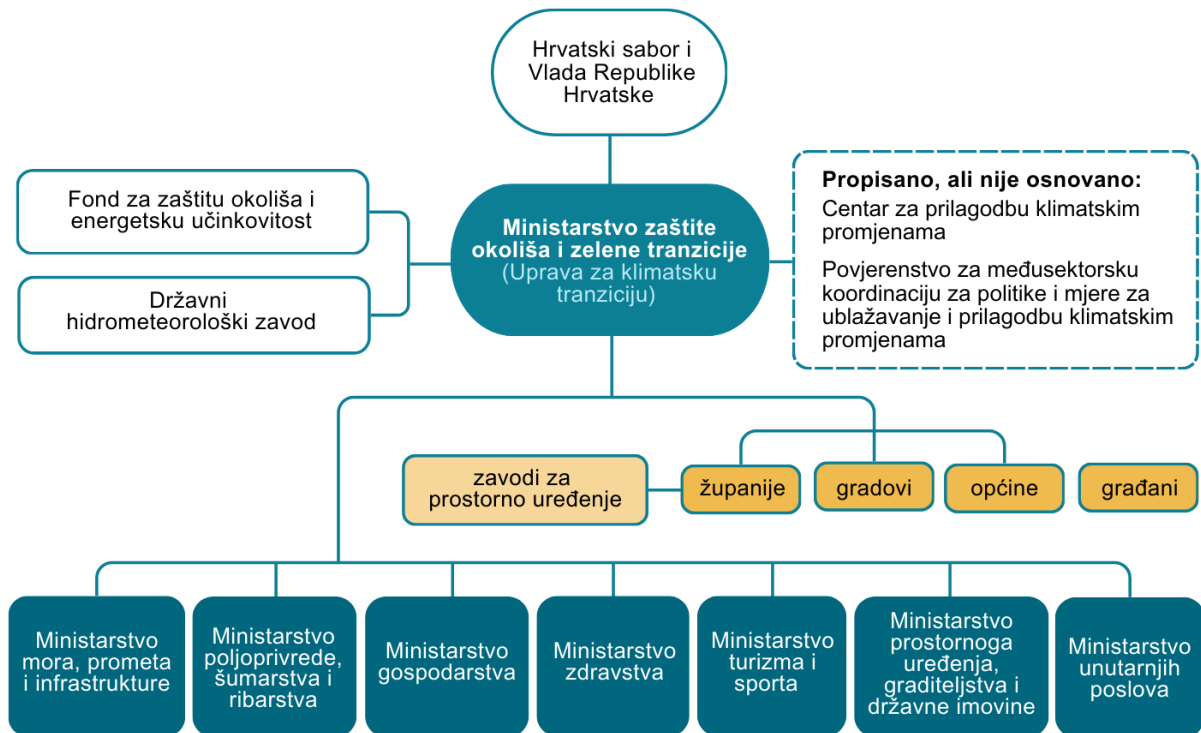 Hrvatski sabor i
Vlada Republike
Hrvatske
Fond za zaštitu okoliša i
energetsku učinkovitost
Državni
hidrometeorološki zavod
Ministarstvo zaštite
okoliša i zelene tranzicije
(Uprava za klimatsku
tranziciju)
Propisano, ali nije osnovano:
Centar za prilagodbu klimatskim
promjenama
Povjerenstvo za međusektorsku
koordinaciju za politike i mjere za
ublažavanje i prilagodbu klimatskim
promjenama
zavodi za
prostorno uređenje
županije
gradovi
općine
građani
Ministarstvo
mora, prometa
i infrastrukture
Ministarstvo
poljoprivrede,
šumarstva i
ribarstva
Ministarstvo
gospodarstva
Ministarstvo
zdravstva
Ministarstvo
turizma i
sporta
Ministarstvo
prostornoga
uređenja,
graditeljstva i
državne imovine
Ministarstvo
unutarnjih
poslova